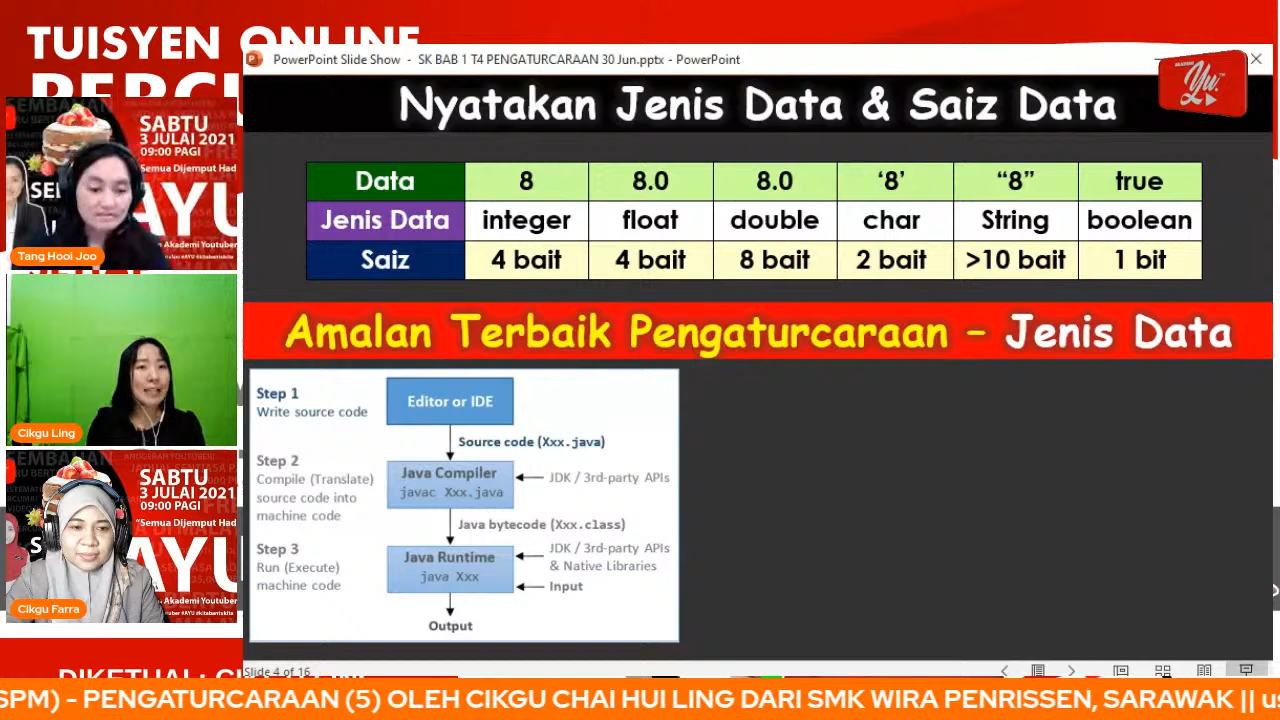 TUISYEN ONLINE
PowerPoint Slide Show - SK BAB 1 T4 PENGATURCARAAN 30 Jun.pptx - PowerPoint
Nyatakan Jenis Data & Saiz Data
Data 8 8.0 8.0 ‘8’ “8” true
Jenis Data integer float double char String boolean
Saiz 4 bait 4 bait 8 bait 2 bait >10 bait 1 bit
Amalan Terbaik Pengaturcaraan – Jenis Data
Step 1
Write source code
Editor or IDE
Source code (Xxx.java)
Step 2
Compile (Translate)
source code into
machine code
Java Compiler
javac Xxx.java
JDK / 3rd-party APIs
Java bytecode (Xxx.class)
Step 3
Run (Execute)
machine code
Java Runtime
java Xxx
JDK / 3rd-party APIs
& Native Libraries
Input
Output
Slide 4 of 16
SABTU
3 JULAI 2021
09:00 PAGI
Tang Hooi Joo
Cikgu Ling
SABTU
3 JULAI 2021
09:00 PAGI
Cikgu Farra
SPM) - PENGATURCARAAN (5) OLEH CIKGU CHAI HUI LING DARI SMK WIRA PENRISSEN, SARAWAK ||